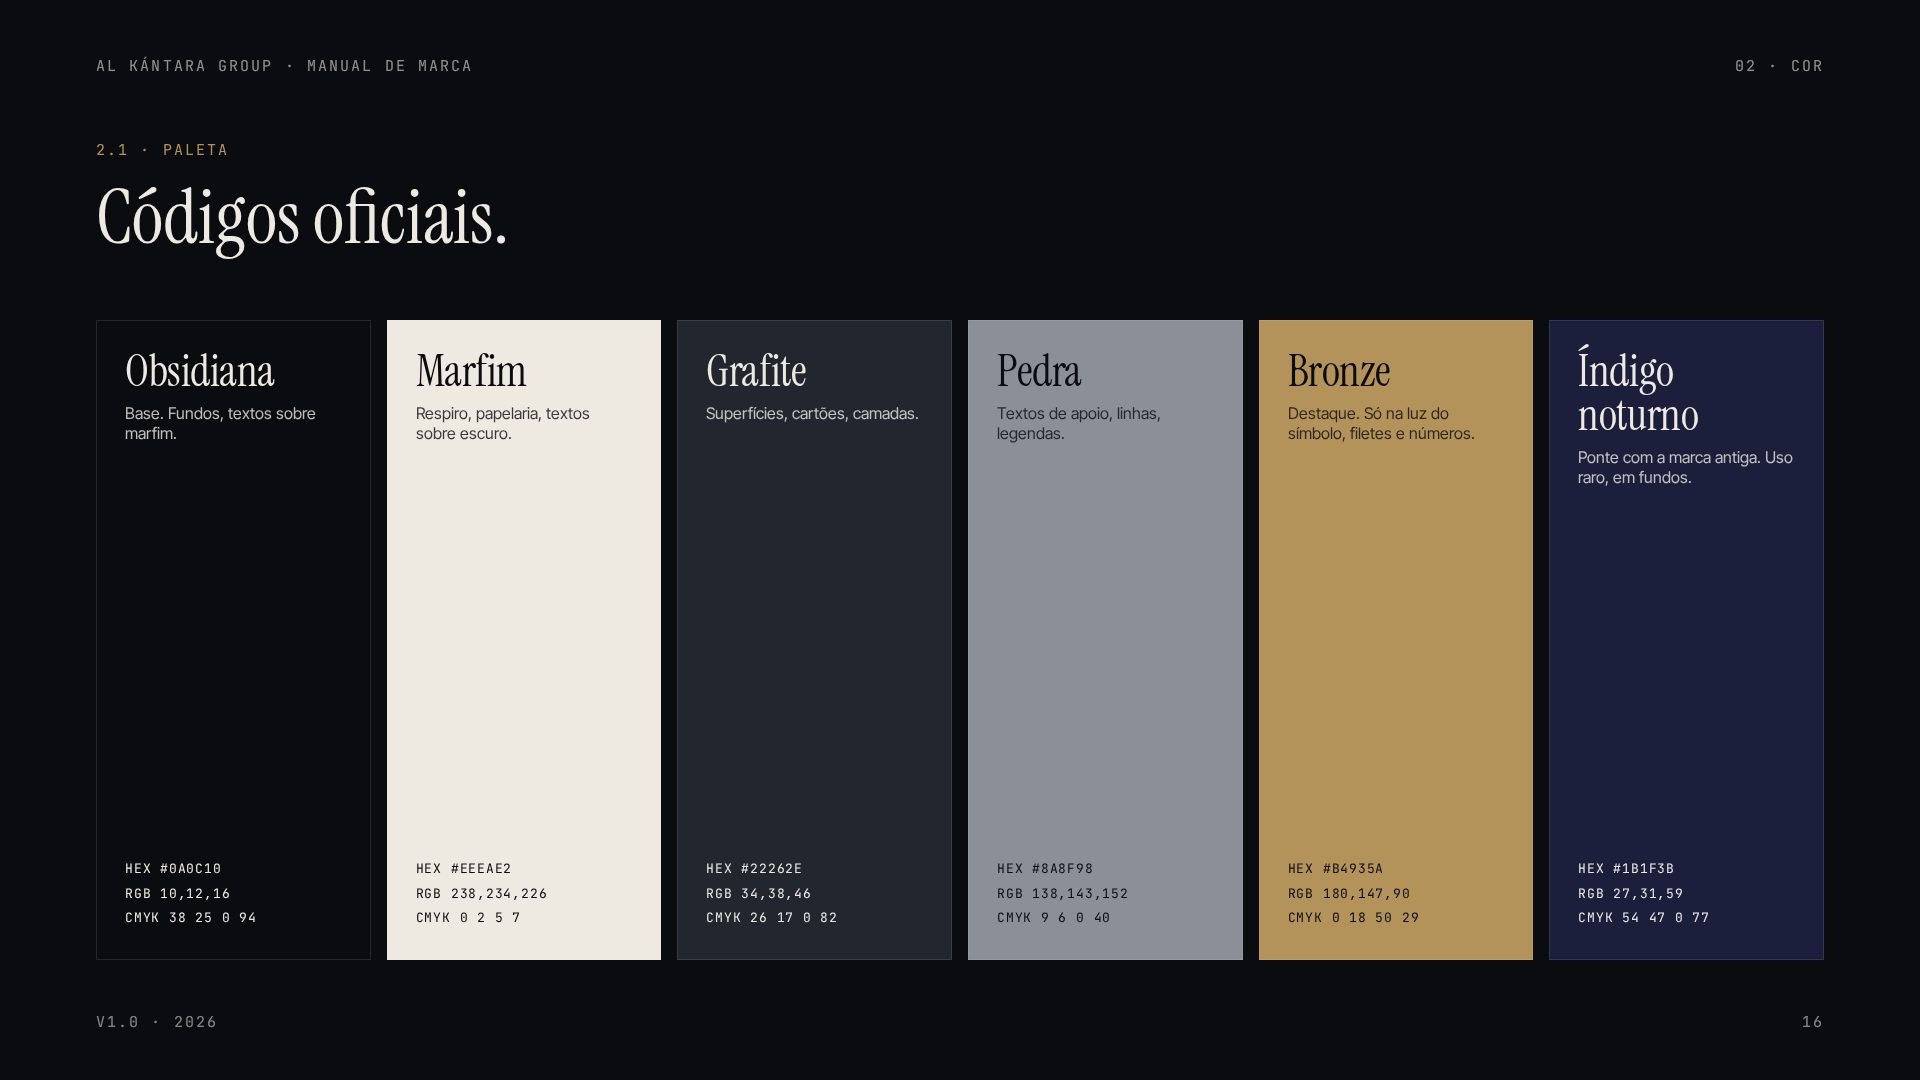 AL KÁNTARA GROUP · MANUAL DE MARCA
02 · COR
2.1 · PALETA
Códigos oficiais.
Obsidiana
Base. Fundos, textos sobre
marfim.
HEX #0A0C10
RGB 10,12,16
CMYK 38 25 0 94
Marfim
Respiro, papelaria, textos
sobre escuro.
HEX #EEEAE2
RGB 238,234,226
CMYK 0 2 5 7
Grafite
Superfícies, cartões, camadas.
HEX #22262E
RGB 34,38,46
CMYK 26 17 0 82
Pedra
Textos de apoio, linhas,
legendas.
HEX #8A8F98
RGB 138,143,152
CMYK 9 6 0 40
Bronze
Destaque. Só na luz do
símbolo, filetes e números.
HEX #B4935A
RGB 180,147,90
CMYK 0 18 50 29
Índigo
noturno
Ponte com a marca antiga. Uso
raro, em fundos.
HEX #1B1F3B
RGB 27,31,59
CMYK 54 47 0 77
V1.0 · 2026
16